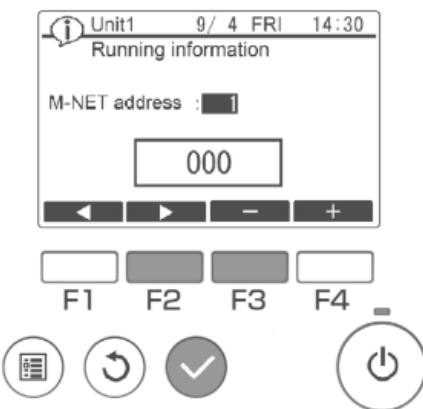 Unit1 9/ 4 FRI 14:30
Running information
M-NET address :1
000
− +
F1 F2 F3 F4